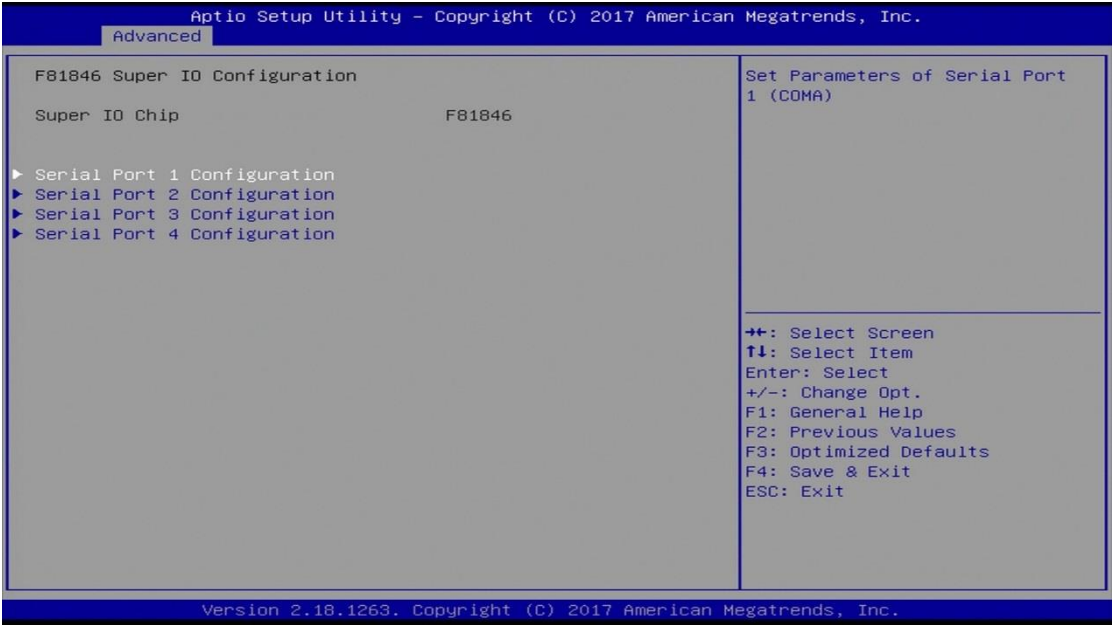 Aptio Setup Utility – Copyright (C) 2017 American Megatrends, Inc.
Advanced
F81846 Super IO Configuration
Super IO Chip F81846
▶ Serial Port 1 Configuration
▶ Serial Port 2 Configuration
▶ Serial Port 3 Configuration
▶ Serial Port 4 Configuration
Set Parameters of Serial Port
1 (COMA)
→←: Select Screen
↑↓: Select Item
Enter: Select
+/-: Change Opt.
F1: General Help
F2: Previous Values
F3: Optimized Defaults
F4: Save & Exit
ESC: Exit
Version 2.18.1263. Copyright (C) 2017 American Megatrends, Inc.